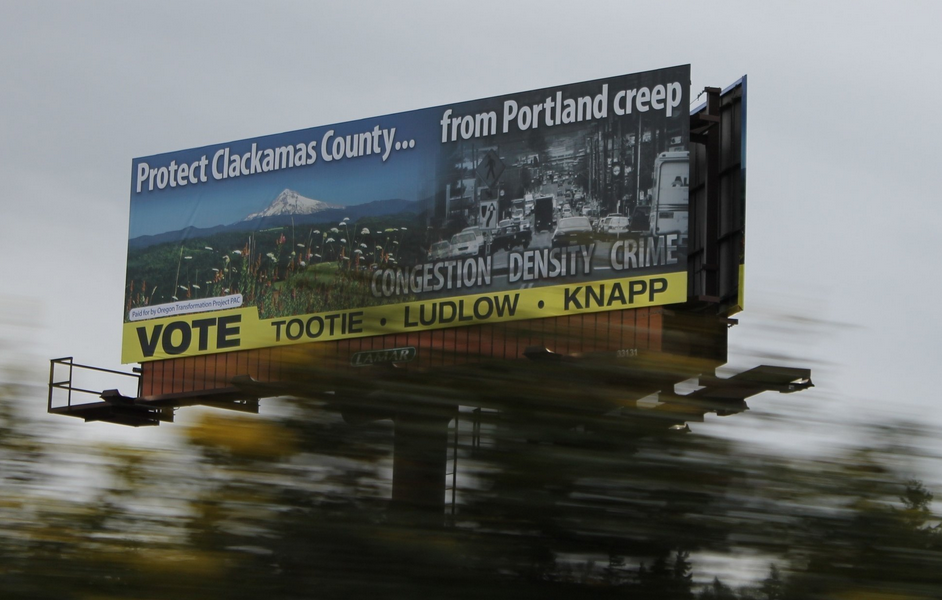 Protect Clackamas County... from Portland creep
CONGESTION DENSITY CRIME
Paid for by Oregon Transformation Project PAC
VOTE TOOTIE • LUDLOW • KNAPP
LAMAR